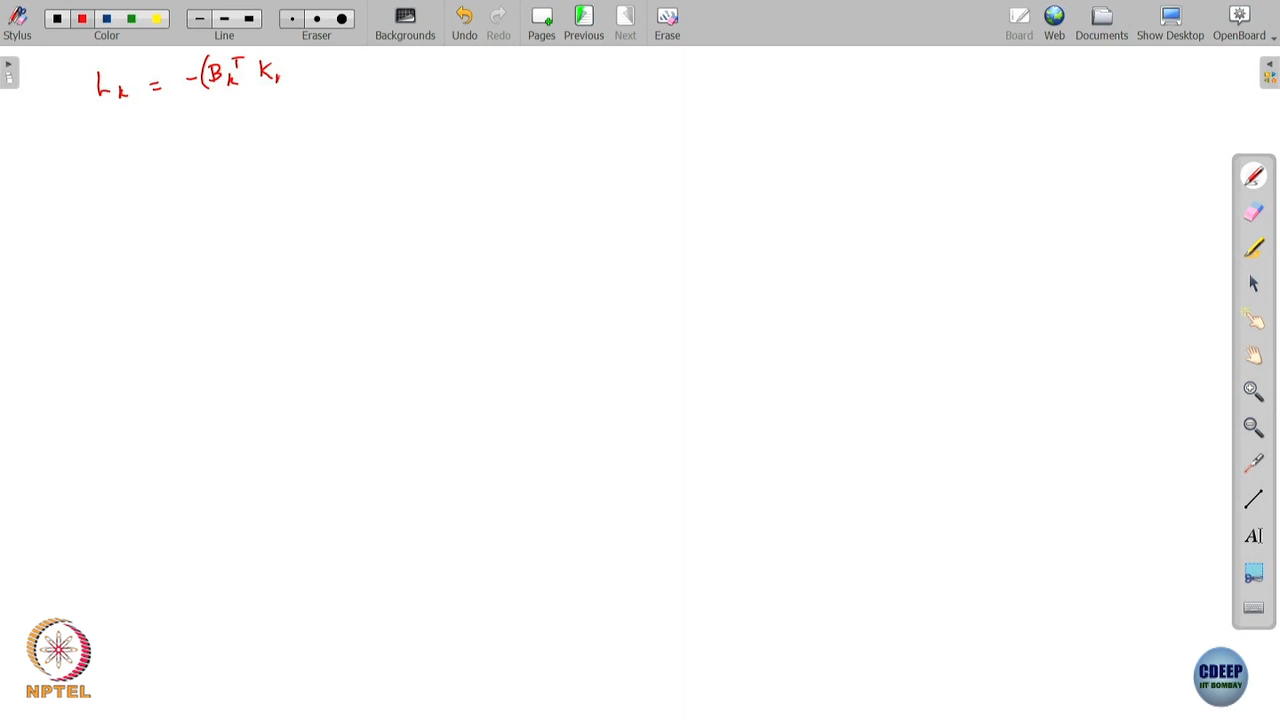 Stylus Color Line Eraser Backgrounds Undo Redo Pages Previous Next Erase Board Web Documents Show Desktop OpenBoard
L_k = -(B_k^T K
NPTEL
CDEEP
IIT BOMBAY